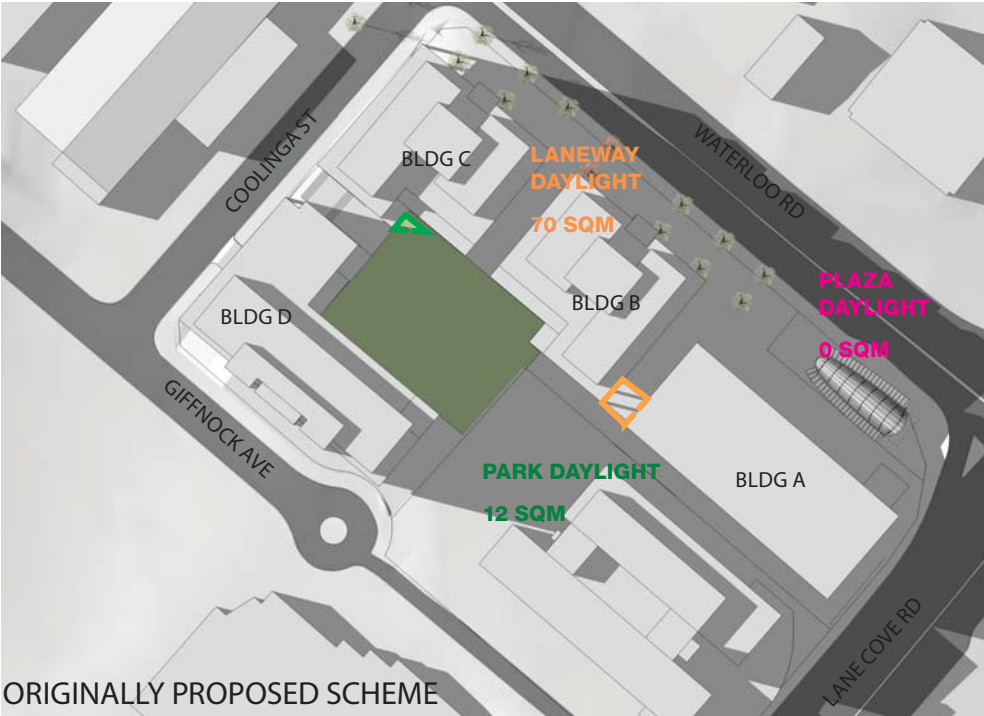 COOLINGA ST
BLDG C
LANEWAY
DAYLIGHT
70 SQM
WATERLOO RD
BLDG D
BLDG B
PLAZA
DAYLIGHT
0 SQM
GIFFNOCK AVE
PARK DAYLIGHT
12 SQM
BLDG A
LANE COVE RD
ORIGINALLY PROPOSED SCHEME